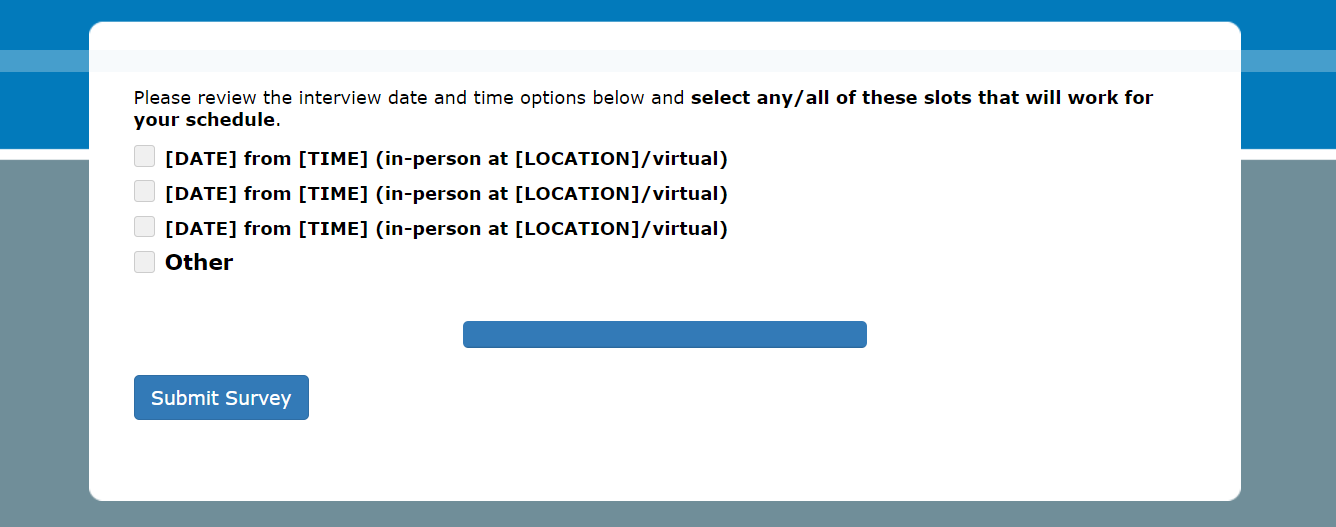 Please review the interview date and time options below and select any/all of these slots that will work for
your schedule.
[DATE] from [TIME] (in-person at [LOCATION]/virtual)
[DATE] from [TIME] (in-person at [LOCATION]/virtual)
[DATE] from [TIME] (in-person at [LOCATION]/virtual)
Other
Submit Survey